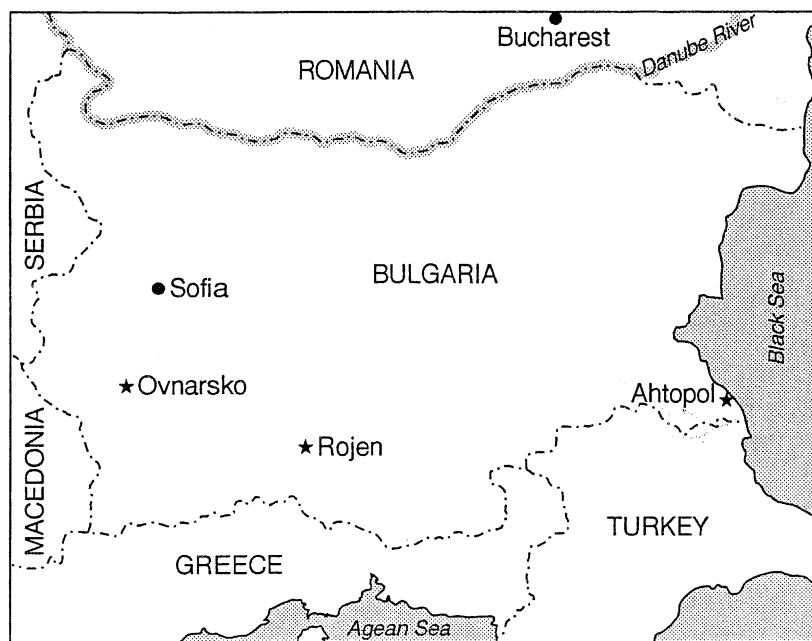 Bucharest
Danube River
ROMANIA
SERBIA
BULGARIA
Sofia
Black Sea
Ovnarsko
Ahtopol
MACEDONIA
Rojen
TURKEY
GREECE
Agean Sea